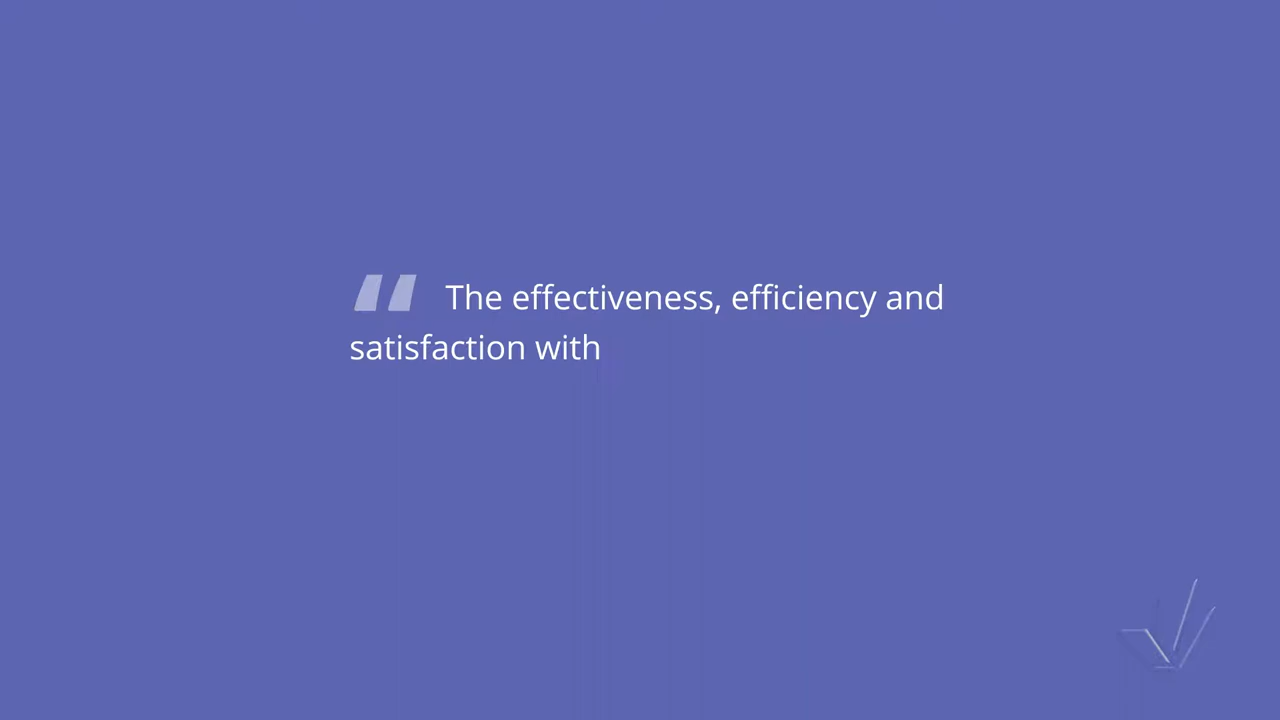 “ The effectiveness, efficiency and
satisfaction with